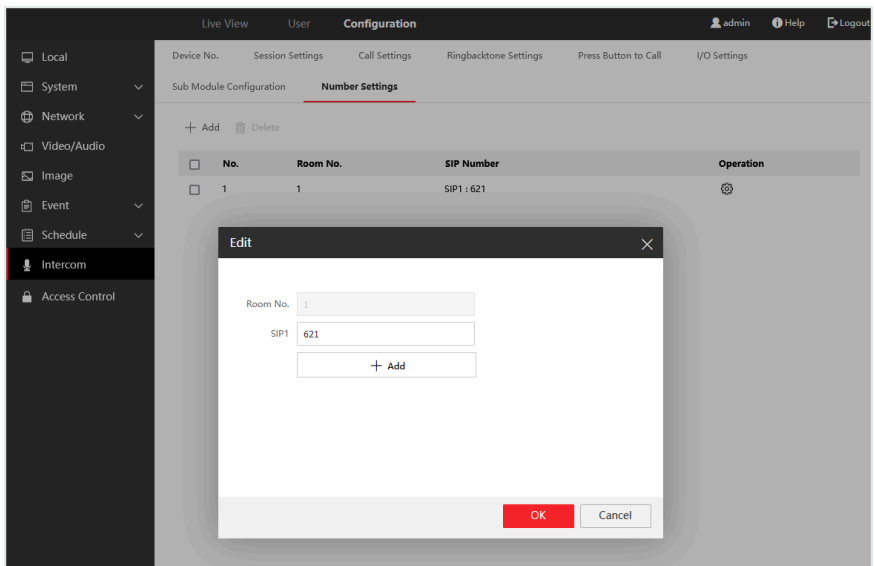 Live View User Configuration admin Help Logout
Local
System
Network
Video/Audio
Image
Event
Schedule
Intercom
Access Control
Device No. Session Settings Call Settings Ringbacktone Settings Press Button to Call I/O Settings
Sub Module Configuration Number Settings
Add Delete
No. Room No. SIP Number Operation
1 1 SIP1 : 621
Edit
Room No. 1
SIP1 621
Add
OK Cancel